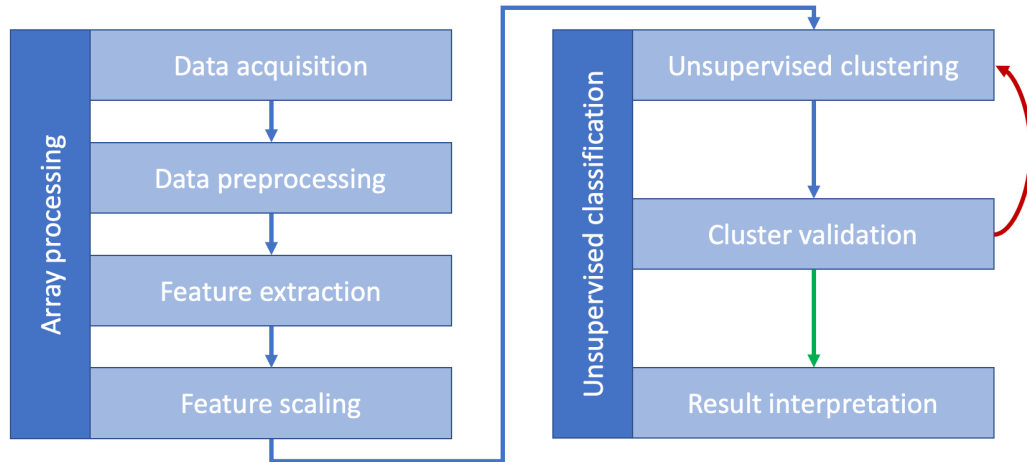 Array processing
Data acquisition
Data preprocessing
Feature extraction
Feature scaling
Unsupervised classification
Unsupervised clustering
Cluster validation
Result interpretation